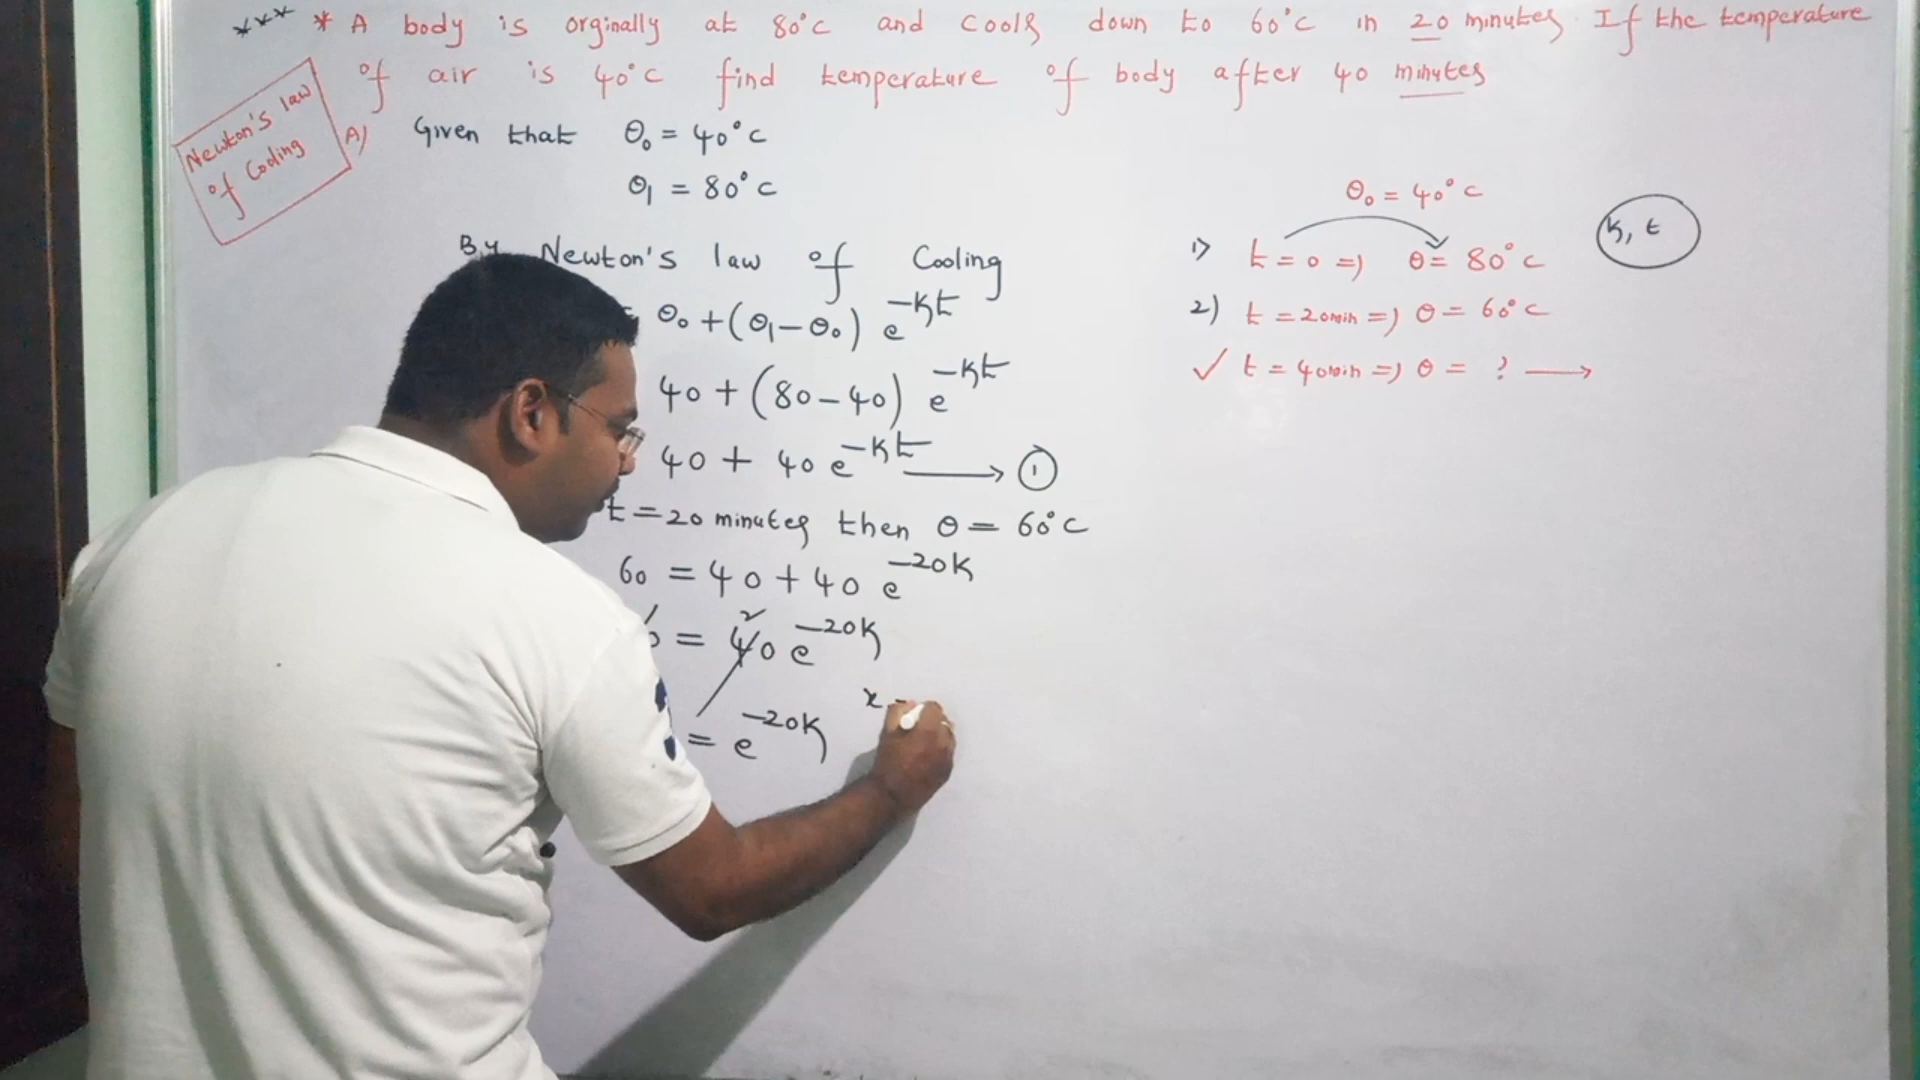 *** * A body is orginally at 80°c and cools down to 60°c in 20 minutes. If the temperature
of air is 40°c find temperature of body after 40 minutes
Newton's law
of Cooling
A) Given that θ₀ = 40°c
θ₁ = 80°c
By Newton's law of Cooling
θ₀ + (θ₁ - θ₀) e^-kt
40 + (80 - 40) e^-kt
40 + 40 e^-kt → ①
t = 20 minutes then θ = 60°c
60 = 40 + 40 e^-20k
= 40 e^-20k
2
= e^-20k
x
θ₀ = 40°c
1) t = 0 => θ = 80°c
k, t
2) t = 20min => θ = 60°c
✓ t = 40min => θ = ? →